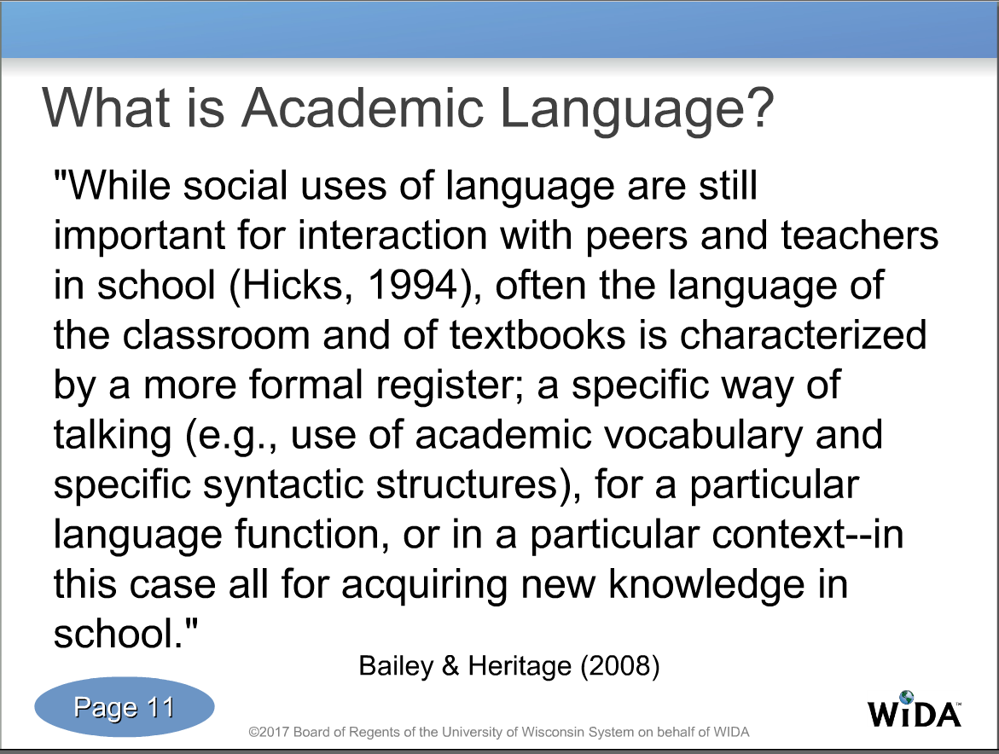 What is Academic Language?
"While social uses of language are still
important for interaction with peers and teachers
in school (Hicks, 1994), often the language of
the classroom and of textbooks is characterized
by a more formal register; a specific way of
talking (e.g., use of academic vocabulary and
specific syntactic structures), for a particular
language function, or in a particular context--in
this case all for acquiring new knowledge in
school."
Bailey & Heritage (2008)
Page 11
©2017 Board of Regents of the University of Wisconsin System on behalf of WIDA
WiDA™